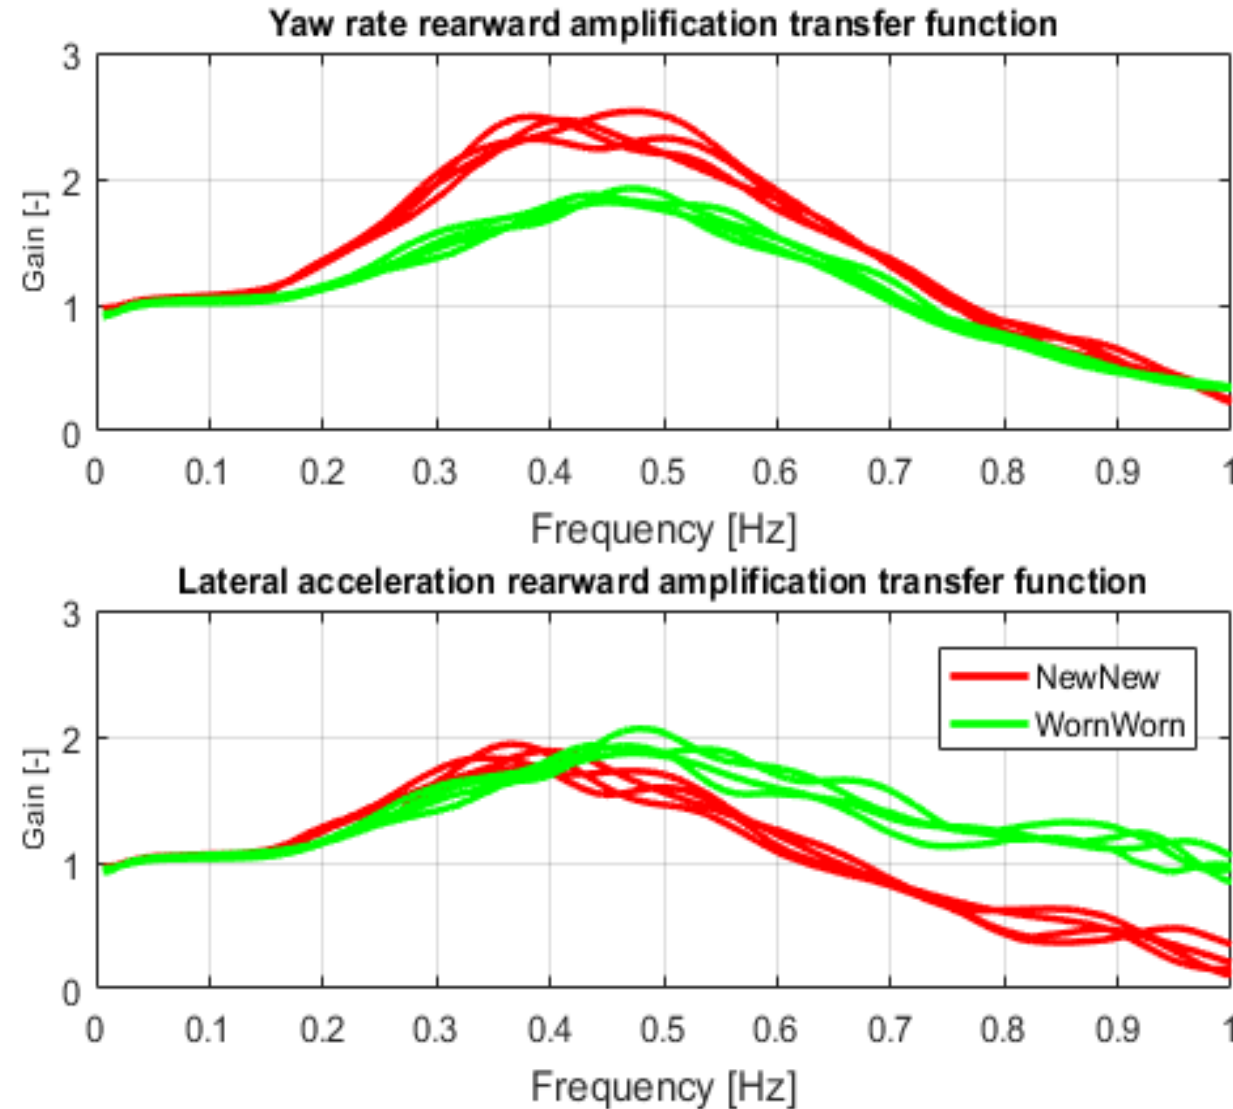 Yaw rate rearward amplification transfer function
3
2
1
0
Gain [-]
0 0.1 0.2 0.3 0.4 0.5 0.6 0.7 0.8 0.9 1
Frequency [Hz]
Lateral acceleration rearward amplification transfer function
3
2
1
0
Gain [-]
NewNew
WornWorn
0 0.1 0.2 0.3 0.4 0.5 0.6 0.7 0.8 0.9 1
Frequency [Hz]